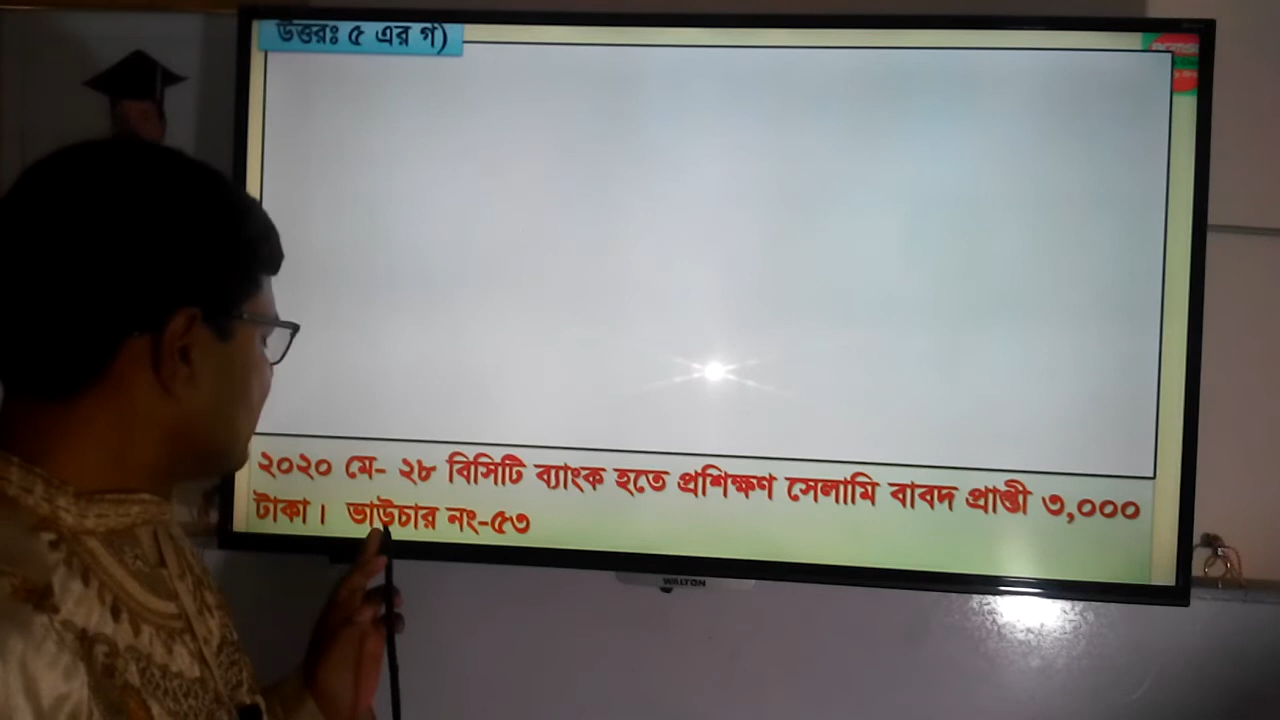 উত্তরঃ ৫ এর গ)
২০২০ মে- ২৮ বিসিটি ব্যাংক হতে প্রশিক্ষণ সেলামি বাবদ প্রাপ্তী ৩,০০০
টাকা। ভাউচার নং-৫৩
WALTON